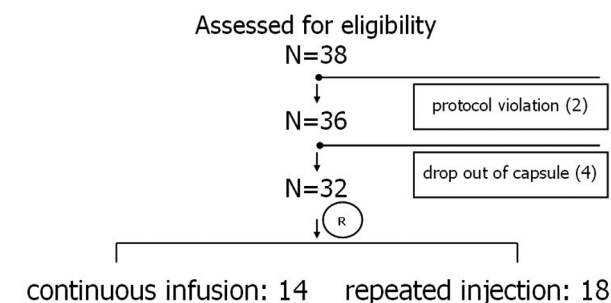 Assessed for eligibility
N=38
protocol violation (2)
N=36
drop out of capsule (4)
N=32
R
continuous infusion: 14
repeated injection: 18